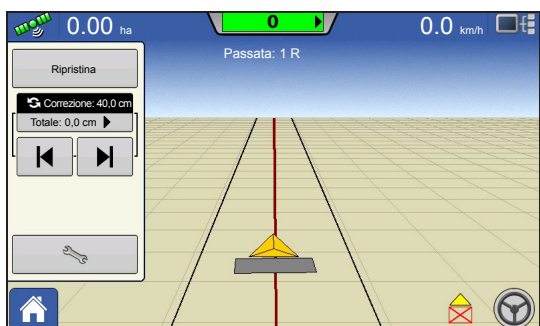 0.00 ha
0
0.0 km/h
Passata: 1 R
Ripristina
Correzione: 40,0 cm
Totale: 0,0 cm